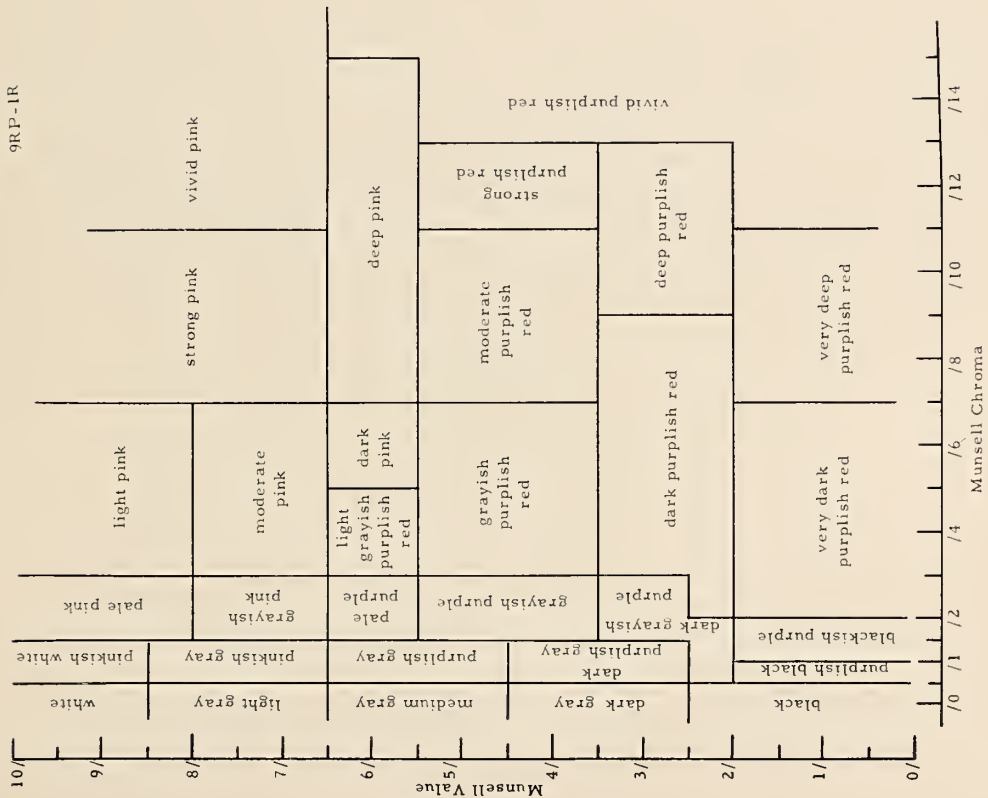 9RP-1R
vivid pink
strong pink
light pink
moderate
pink
deep pink
dark
pink
light
grayish
purplish
red
vivid purplish red
strong
purplish red
moderate
purplish
red
grayish
purplish
red
deep purplish
red
dark purplish red
very deep
purplish red
very dark
purplish red
pale pink
grayish
pink
pale
purple
grayish purple
dark grayish
purple
blackish purple
pinkish white
pinkish gray
purplish gray
dark
purplish gray
purplish black
white
light gray
medium gray
dark gray
black
10/
9/
8/
7/
6/
5/
4/
3/
2/
1/
0/
Munsell Value
/0
/1
/2
/4
/6
/8
/10
/12
/14
Munsell Chroma